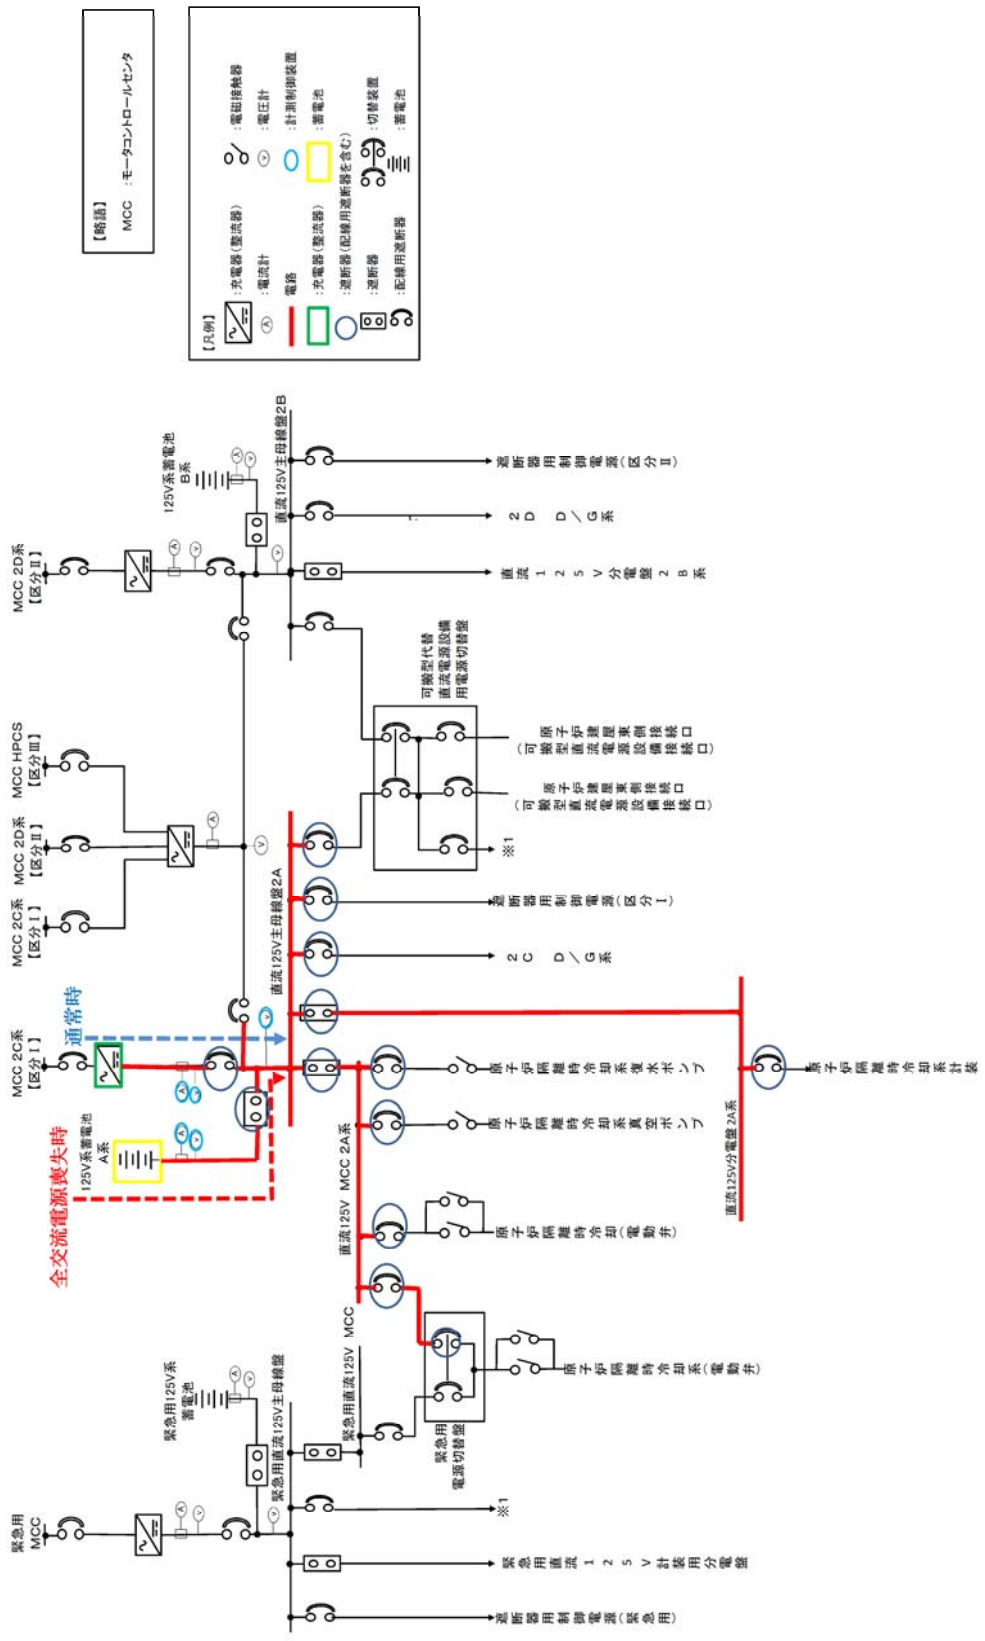 緊急用
MCC
緊急用125V系
蓄電池
緊急用直流125V主母線盤
遮断器用制御電源(緊急用)
緊急用直流125V計装用分電盤
※1
緊急用直流125V MCC
緊急用
電源切替盤
原子炉隔離時冷却系(電動弁)
全交流電源喪失時
通常時
125V系蓄電池
A系
MCC 2C系
【区分Ⅰ】
直流125V MCC 2A系
原子炉隔離時冷却(電動弁)
原子炉隔離時冷却系真空ポンプ
原子炉隔離時冷却系復水ポンプ
直流125V分電盤2A系
原子炉隔離時冷却系計装
直流125V主母線盤2A
2C D/G系
遮断器用制御電源(区分Ⅰ)
MCC 2C系
【区分Ⅰ】
MCC 2D系
【区分Ⅱ】
MCC HPCS
【区分Ⅲ】
※1
原子炉建屋東側接続口
(可搬型直流電源設備接続口)
原子炉建屋東側接続口
(可搬型直流電源設備接続口)
可搬型代替
直流電源設備
用電源切替盤
MCC 2D系
【区分Ⅱ】
125V系蓄電池
B系
直流125V主母線盤2B
直流125V分電盤2B系
2D D/G系
遮断器用制御電源(区分Ⅱ)
【凡例】
:充電器(整流器)
:電流計
電路
:充電器(整流器)
:遮断器(配線用遮断器を含む)
:遮断器
:配線用遮断器
:電磁接触器
:電圧計
:計測制御装置
:蓄電池
:切替装置
:蓄電池
【略語】
MCC :モータコントロールセンタ